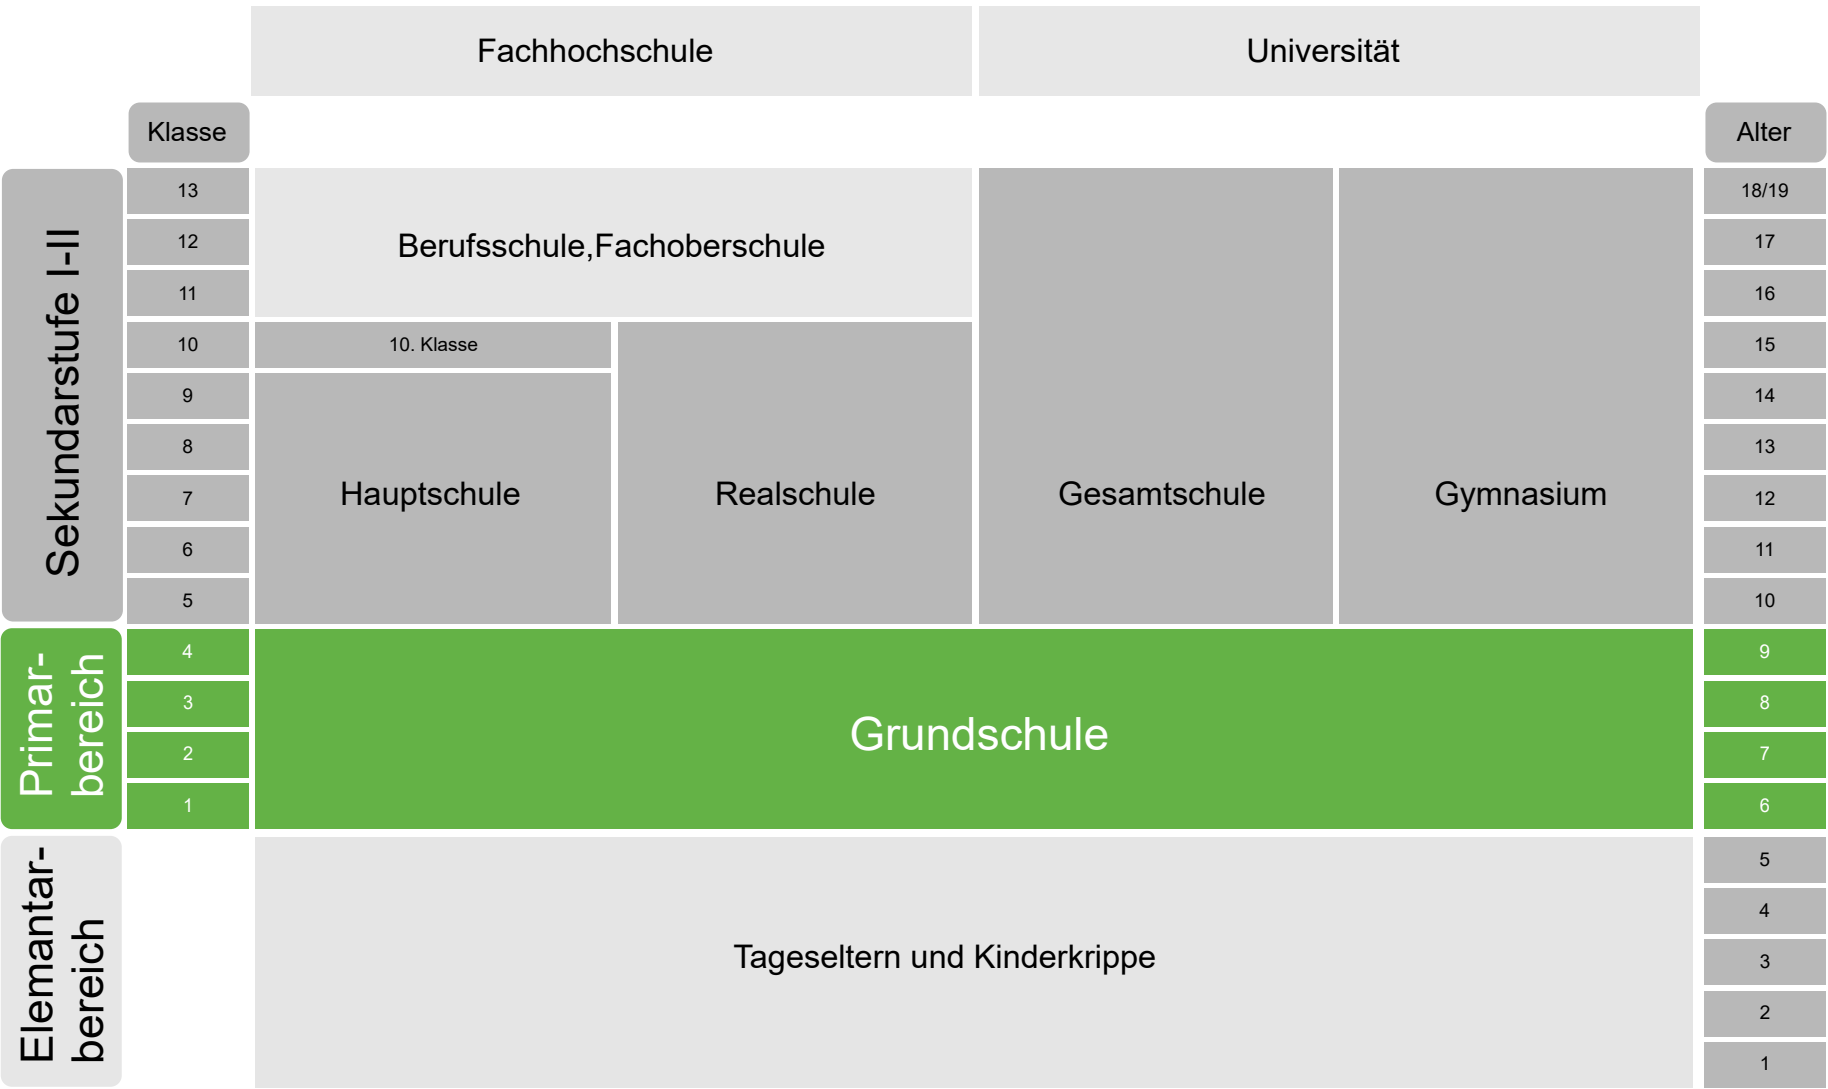 Fachhochschule
Universität
Klasse
Alter
Sekundarstufe I-II
13
Berufsschule,Fachoberschule
18/19
12
17
11
16
10
10. Klasse
15
9
14
8
13
7
Hauptschule
Realschule
Gesamtschule
Gymnasium
12
6
11
5
10
Primar-
bereich
4
9
3
8
Grundschule
2
7
1
6
Elemantar-
bereich
5
4
Tageseltern und Kinderkrippe
3
2
1